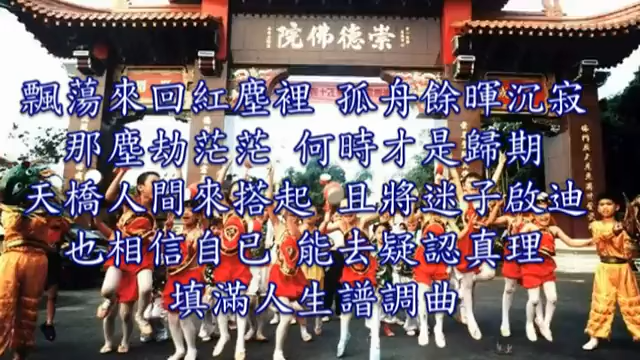 院佛德崇
飄蕩來回紅塵裡 孤舟餘暉沉寂
那塵劫茫茫 何時才是歸期
天橋人間來搭起 且將迷子啟迪
也相信自己 能去疑認真理
填滿人生譜調曲